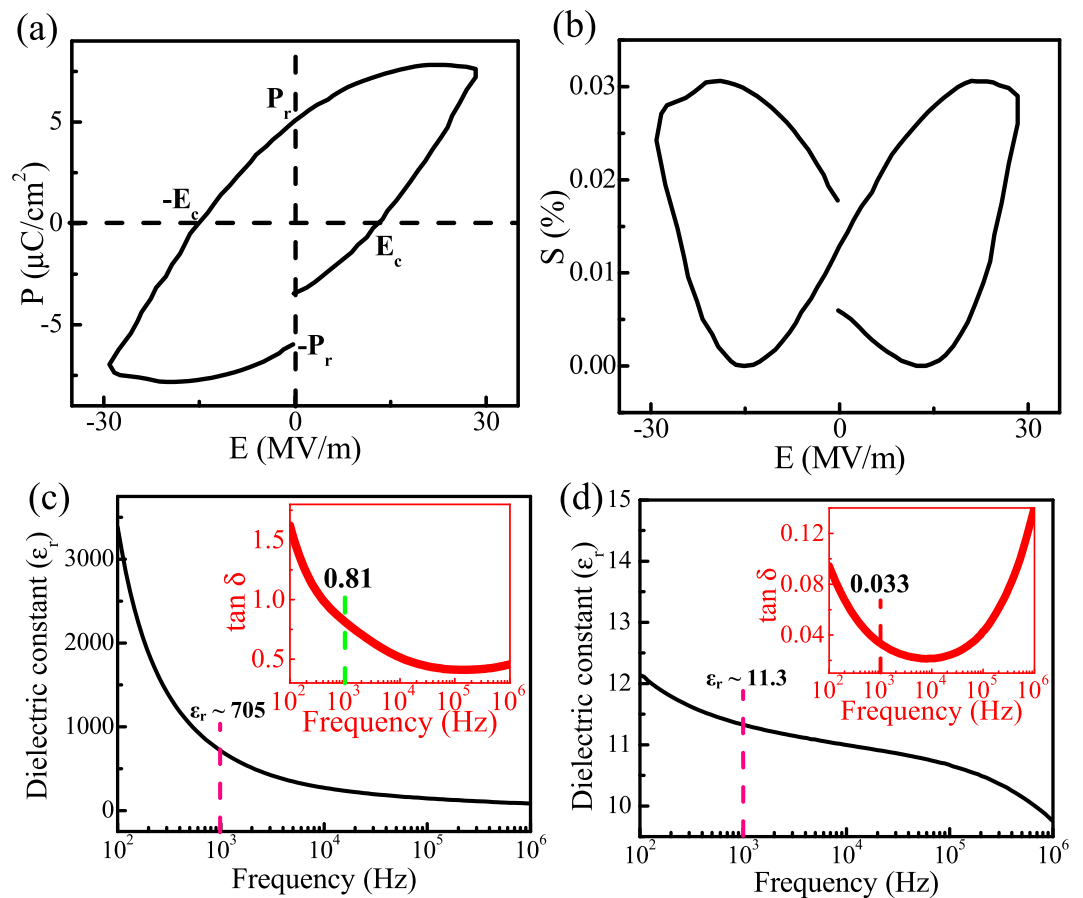 (a)
P (μC/cm²)
5
0
-5
P_r
-E_c
E_c
-P_r
-30
0
30
E (MV/m)
(b)
S (%)
0.03
0.02
0.01
0.00
-30
0
30
E (MV/m)
(c)
Dielectric constant (ε_r)
3000
2000
1000
0
ε_r ~ 705
10² 10³ 10⁴ 10⁵ 10⁶
Frequency (Hz)
tan δ
1.5
1.0
0.5
0.81
10² 10³ 10⁴ 10⁵ 10⁶
Frequency (Hz)
(d)
Dielectric constant (ε_r)
15
14
13
12
11
10
ε_r ~ 11.3
10² 10³ 10⁴ 10⁵ 10⁶
Frequency (Hz)
tan δ
0.12
0.08
0.04
0.033
10² 10³ 10⁴ 10⁵ 10⁶
Frequency (Hz)